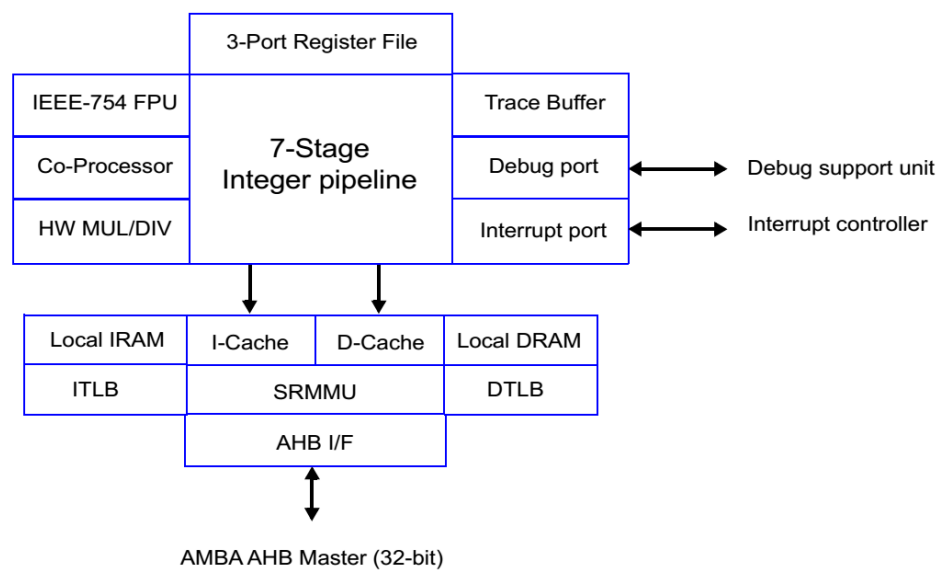 3-Port Register File
IEEE-754 FPU
7-Stage
Integer pipeline
Trace Buffer
Co-Processor
Debug port
Debug support unit
HW MUL/DIV
Interrupt port
Interrupt controller
Local IRAM
I-Cache
D-Cache
Local DRAM
ITLB
SRMMU
DTLB
AHB I/F
AMBA AHB Master (32-bit)